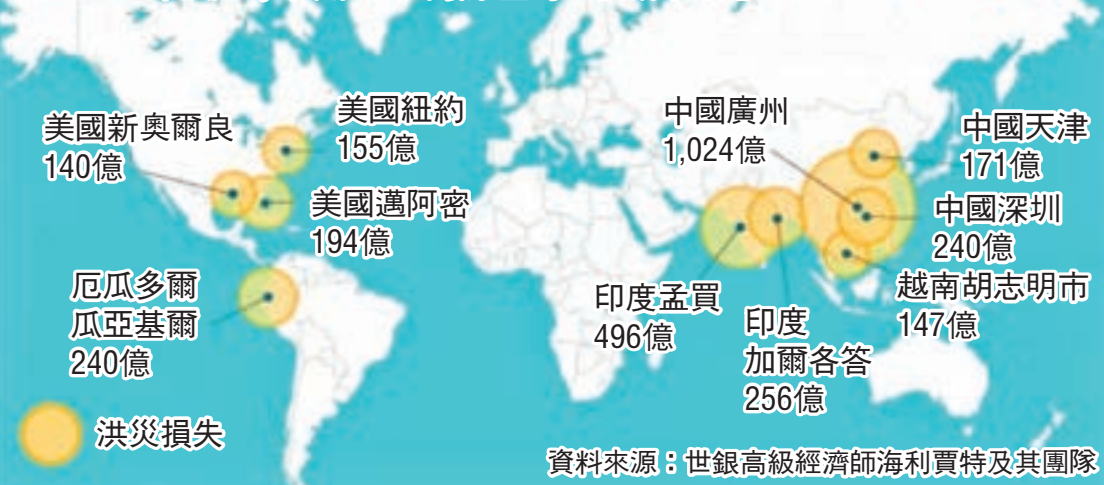 美國新奧爾良
140億
美國紐約
155億
美國邁阿密
194億
厄瓜多爾
瓜亞基爾
240億
中國廣州
1,024億
中國天津
171億
中國深圳
240億
越南胡志明市
147億
印度孟買
496億
印度
加爾各答
256億
洪災損失
資料來源：世銀高級經濟師海利賈特及其團隊